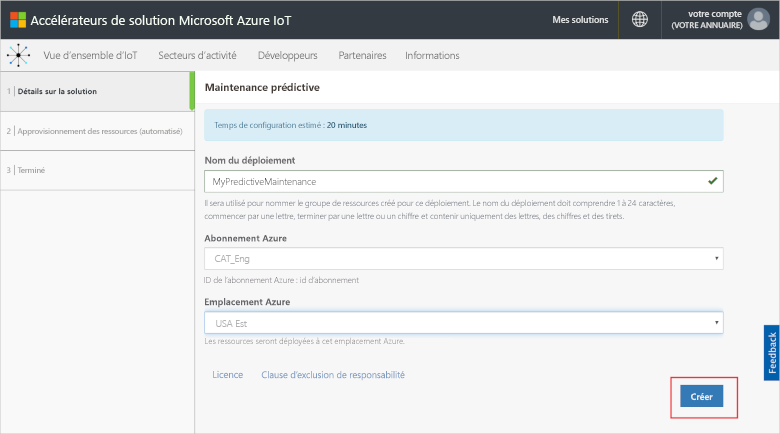 Accélérateurs de solution Microsoft Azure IoT
Mes solutions
votre compte
(VOTRE ANNUAIRE)
Vue d'ensemble d'IoT Secteurs d'activité Développeurs Partenaires Informations
1 Détails sur la solution
2 Approvisionnement des ressources (automatisé)
3 Terminé
Maintenance prédictive
Temps de configuration estimé : 20 minutes
Nom du déploiement
MyPredictiveMaintenance
Il sera utilisé pour nommer le groupe de ressources créé pour ce déploiement. Le nom du déploiement doit comprendre 1 à 24 caractères,
commencer par une lettre, terminer par une lettre ou un chiffre et contenir uniquement des lettres, des chiffres et des tirets.
Abonnement Azure
CAT_Eng
ID de l'abonnement Azure : id d'abonnement
Emplacement Azure
USA Est
Les ressources seront déployées à cet emplacement Azure.
Licence Clause d'exclusion de responsabilité
Créer
Feedback